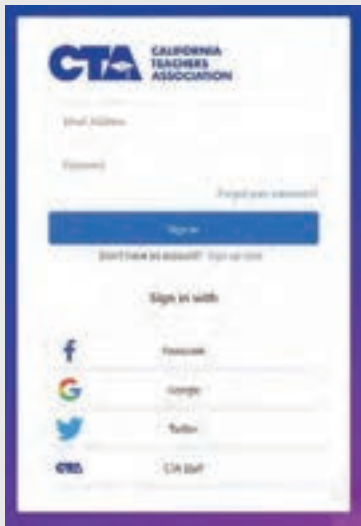 CTA CALIFORNIA
TEACHERS
ASSOCIATION
Email Address
Password
Forgot your password?
Sign in
Don't have an account? Sign up now
Sign in with
Facebook
Google
Twitter
CTA CTA Staff